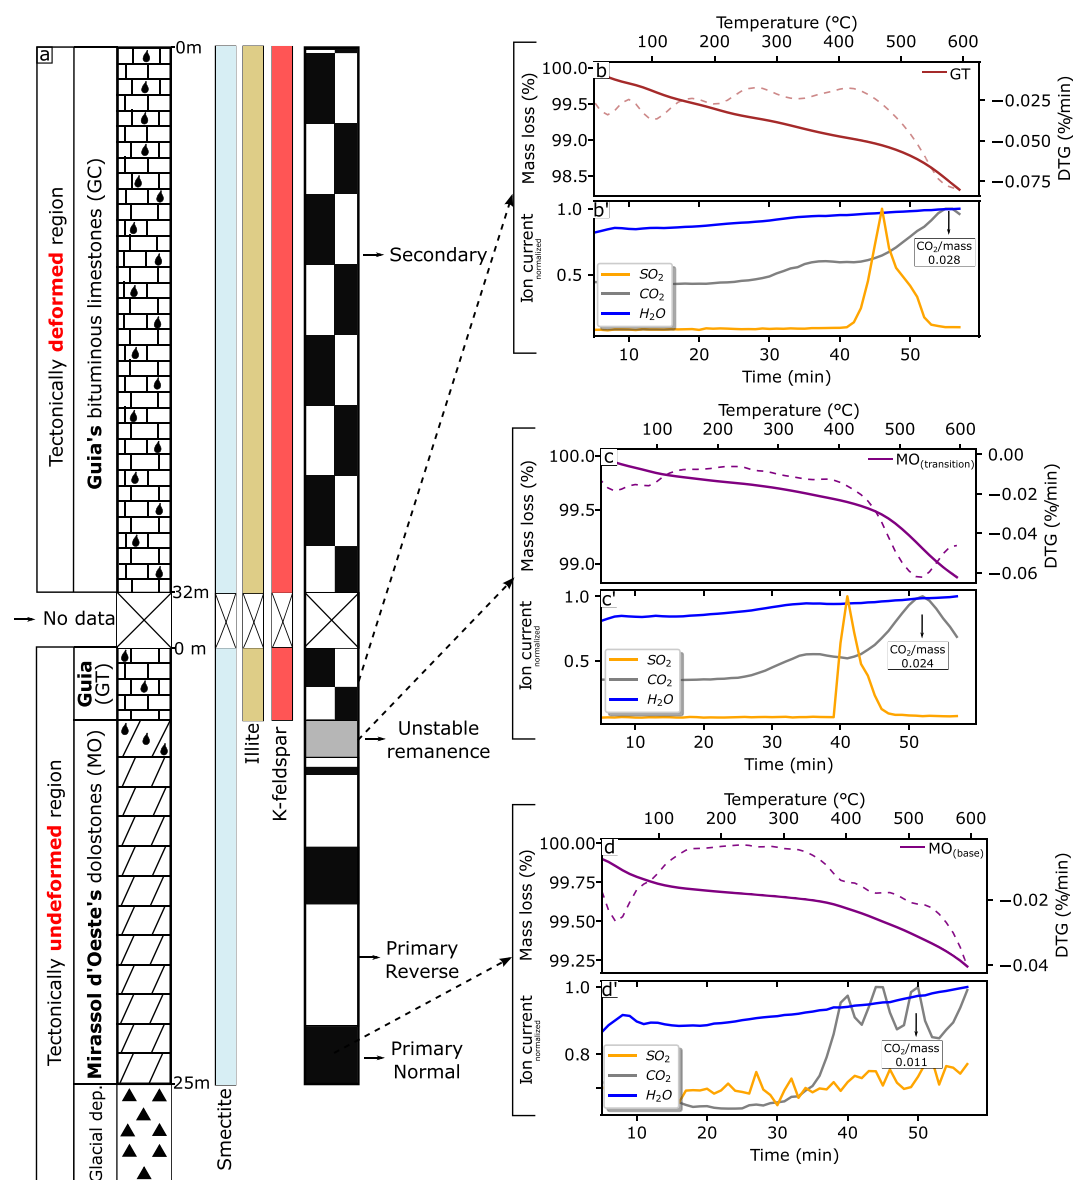 a
Tectonically deformed region
Guia's bituminous limestones (GC)
0m
Secondary
32m
No data
0 m
Guia
(GT)
Tectonically undeformed region
Mirassol d'Oeste's dolostones (MO)
Glacial dep.
25m
Smectite
Illite
K-feldspar
Unstable
remanence
Primary
Reverse
Primary
Normal
Temperature (°C)
100 200 300 400 500 600
b
GT
Mass loss (%)
100.0
99.5
99.0
98.5
−0.025
−0.050
−0.075
DTG (%/min)
b'
Ion current
normalized
1.0
0.5
SO2
CO2
H2O
CO2/mass
0.028
10 20 30 40 50
Time (min)
Temperature (°C)
100 200 300 400 500 600
c
MO(transition)
Mass loss (%)
100.0
99.5
99.0
0.00
−0.02
−0.04
−0.06
DTG (%/min)
c'
Ion current
normalized
1.0
0.5
SO2
CO2
H2O
CO2/mass
0.024
10 20 30 40 50
Time (min)
Temperature (°C)
100 200 300 400 500 600
d
MO(base)
Mass loss (%)
100.00
99.75
99.50
99.25
−0.02
−0.04
DTG (%/min)
d'
Ion current
normalized
1.0
0.8
SO2
CO2
H2O
CO2/mass
0.011
10 20 30 40 50
Time (min)